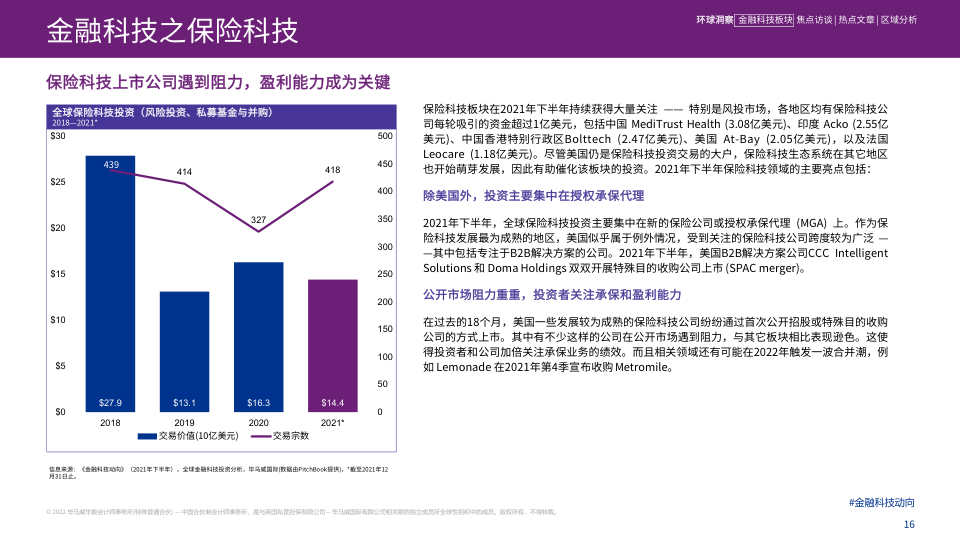 金融科技之保险科技
环球洞察 金融科技板块 焦点访谈 | 热点文章 | 区域分析
保险科技上市公司遇到阻力，盈利能力成为关键
全球保险科技投资（风险投资、私募基金与并购）
2018—2021*
$30
$25
$20
$15
$10
$5
$0
439
414
327
418
$27.9
$13.1
$16.3
$14.4
500
450
400
350
300
250
200
150
100
50
0
2018
2019
2020
2021*
交易价值(10亿美元)
交易宗数
信息来源：《金融科技动向》（2021年下半年），全球金融科技投资分析，毕马威国际(数据由PitchBook提供)，*截至2021年12
月31日止。
保险科技板块在2021年下半年持续获得大量关注 —— 特别是风投市场，各地区均有保险科技公
司每轮吸引的资金超过1亿美元，包括中国 MediTrust Health (3.08亿美元)、印度 Acko (2.55亿
美元)、中国香港特别行政区Bolttech (2.47亿美元)、美国 At-Bay (2.05亿美元)，以及法国
Leocare (1.18亿美元)。尽管美国仍是保险科技投资交易的大户，保险科技生态系统在其它地区
也开始萌芽发展，因此有助催化该板块的投资。2021年下半年保险科技领域的主要亮点包括：
除美国外，投资主要集中在授权承保代理
2021年下半年，全球保险科技投资主要集中在新的保险公司或授权承保代理 (MGA) 上。作为保
险科技发展最为成熟的地区，美国似乎属于例外情况，受到关注的保险科技公司跨度较为广泛 —
—其中包括专注于B2B解决方案的公司。2021年下半年，美国B2B解决方案公司CCC Intelligent
Solutions 和 Doma Holdings 双双开展特殊目的收购公司上市 (SPAC merger)。
公开市场阻力重重，投资者关注承保和盈利能力
在过去的18个月，美国一些发展较为成熟的保险科技公司纷纷通过首次公开招股或特殊目的收购
公司的方式上市。其中有不少这样的公司在公开市场遇到阻力，与其它板块相比表现逊色。这使
得投资者和公司加倍关注承保业务的绩效。而且相关领域还有可能在2022年触发一波合并潮，例
如 Lemonade 在2021年第4季宣布收购 Metromile。
© 2022 毕马威华振会计师事务所(特殊普通合伙) — 中国合伙制会计师事务所，是与英国私营担保有限公司— 毕马威国际有限公司相关联的独立成员所全球性组织中的成员。版权所有，不得转载。
#金融科技动向
16